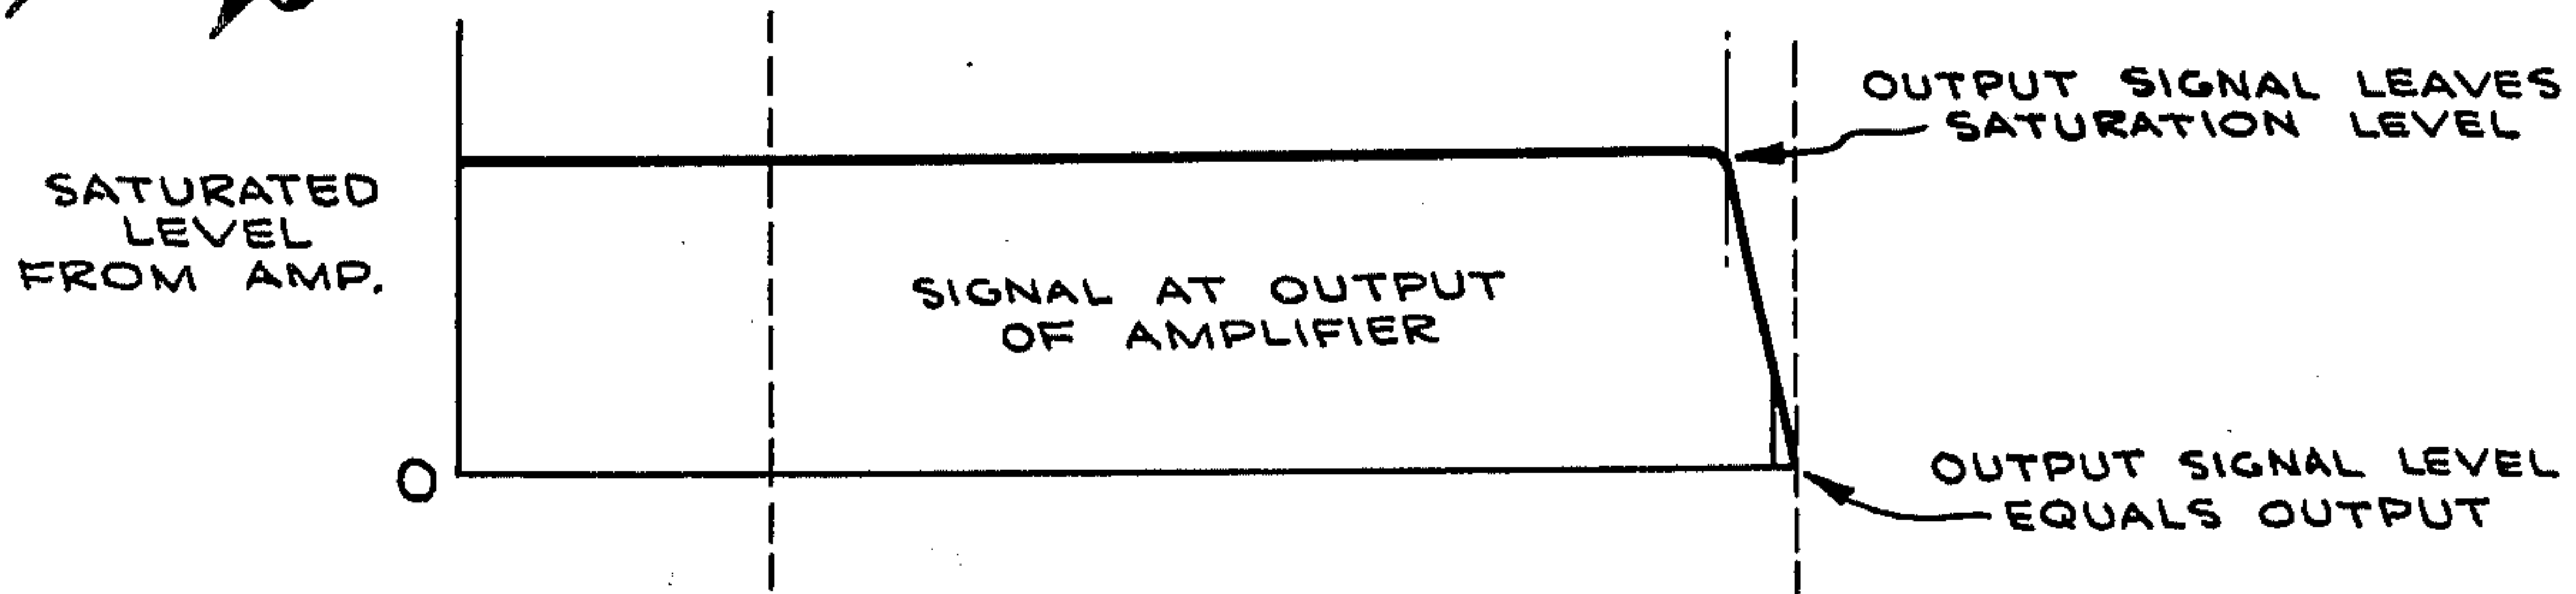 OUTPUT SIGNAL LEAVES
SATURATION LEVEL
SATURATED
LEVEL
FROM AMP.
SIGNAL AT OUTPUT
OF AMPLIFIER
O
OUTPUT SIGNAL LEVEL
EQUALS OUTPUT